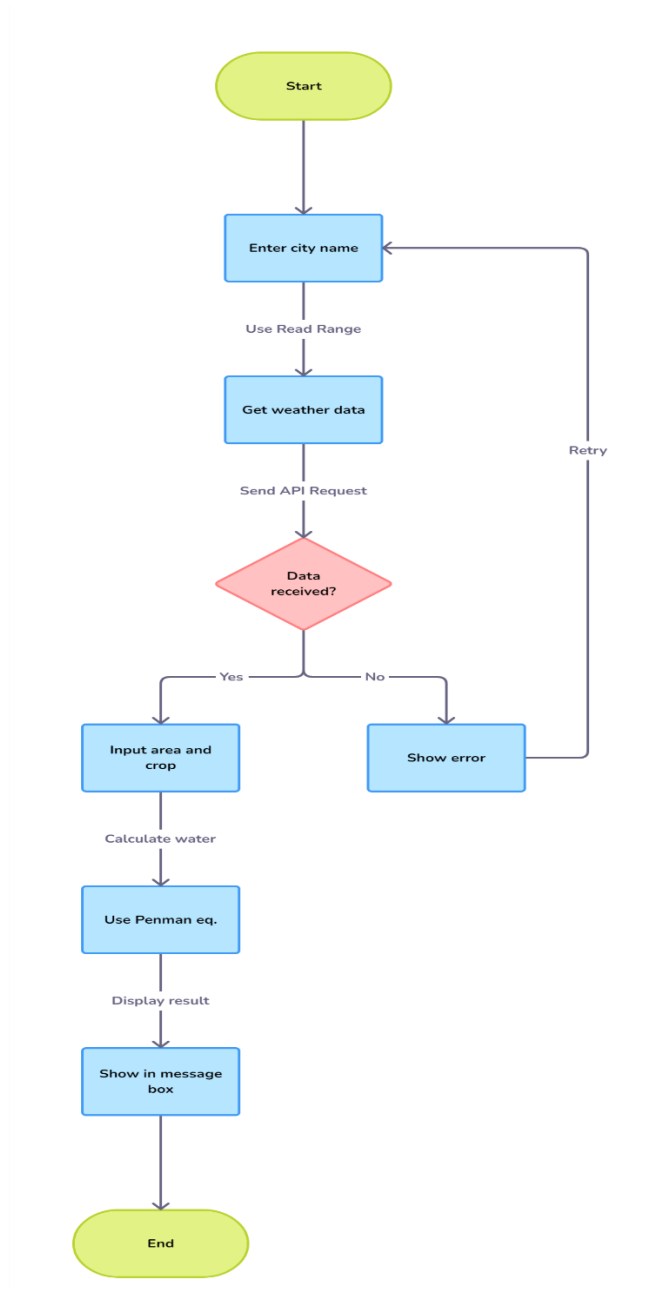 Start
Enter city name
Use Read Range
Get weather data
Retry
Send API Request
Data
received?
Yes
No
Input area and
crop
Show error
Calculate water
Use Penman eq.
Display result
Show in message
box
End